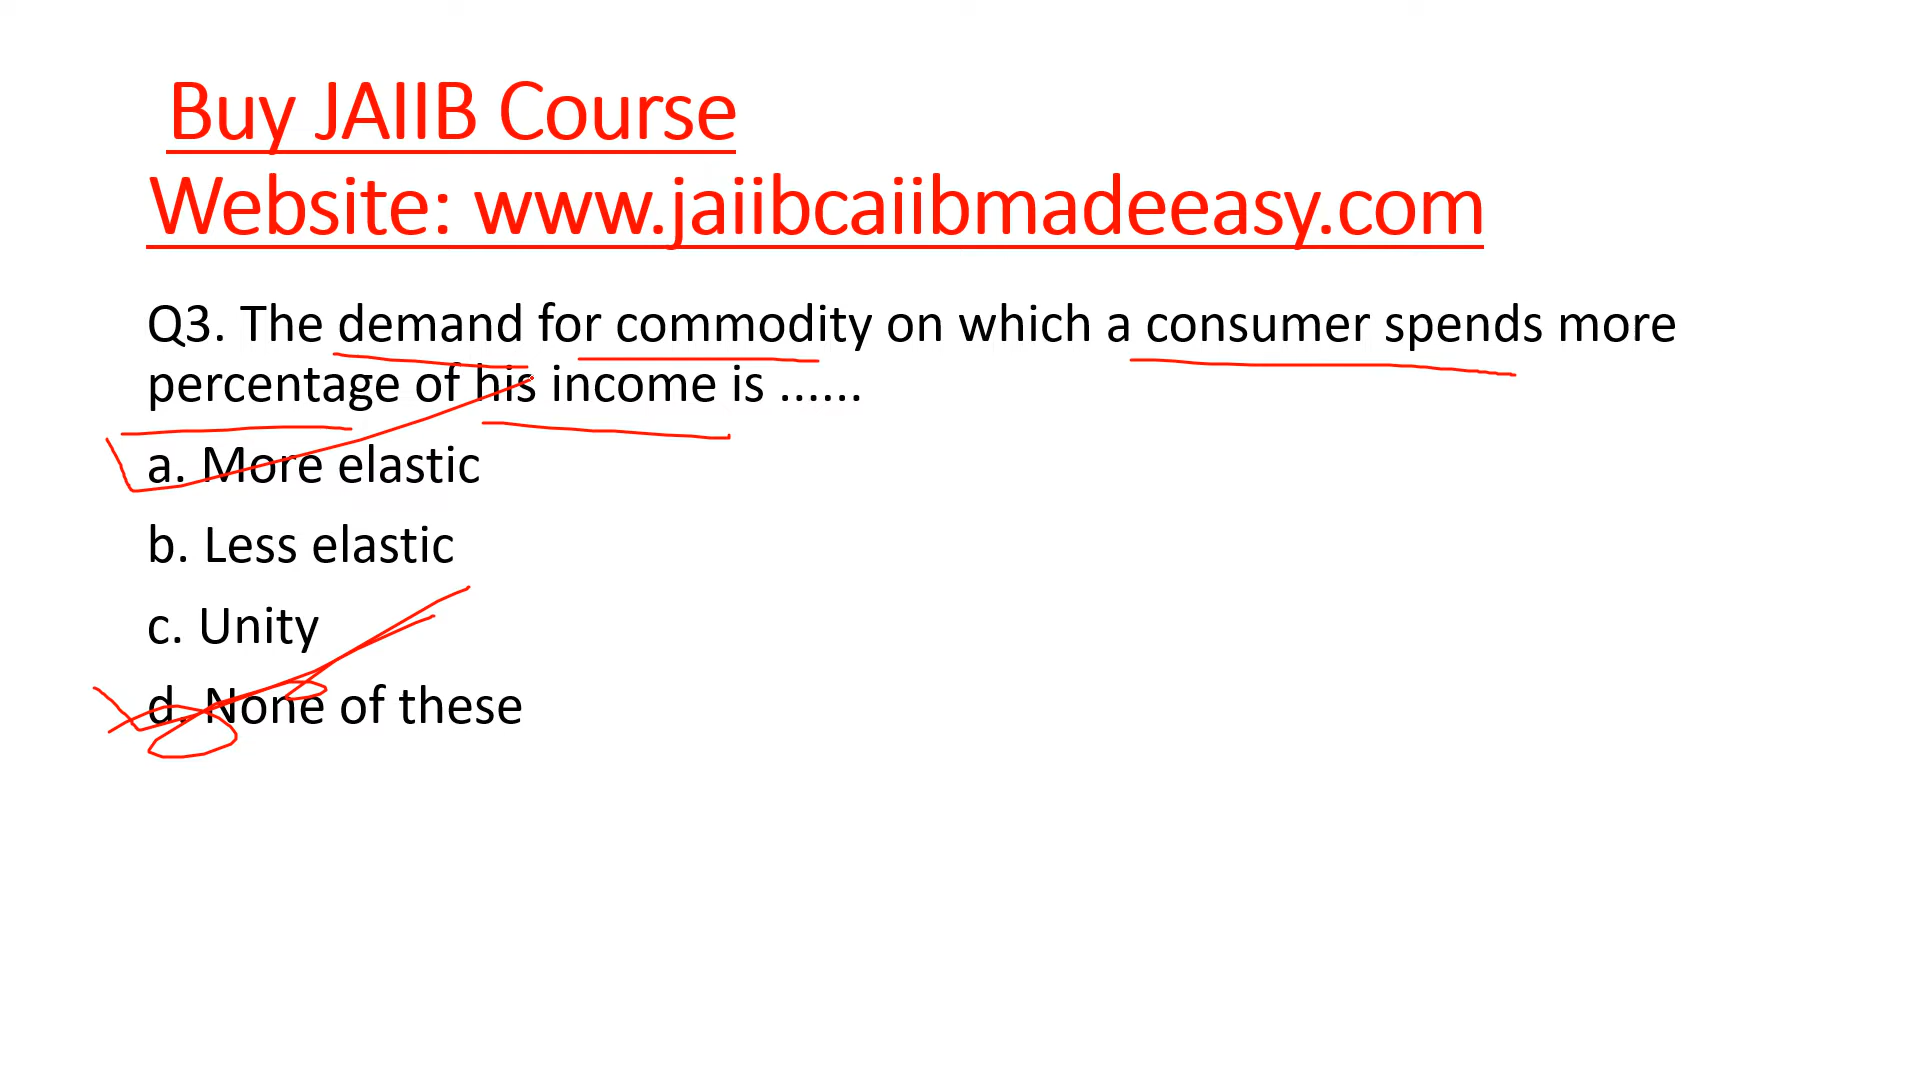 Buy JAIIB Course
Website: www.jaiibcaiibmadeeasy.com
Q3. The demand for commodity on which a consumer spends more
percentage of his income is ......
a. More elastic
b. Less elastic
c. Unity
d. None of these